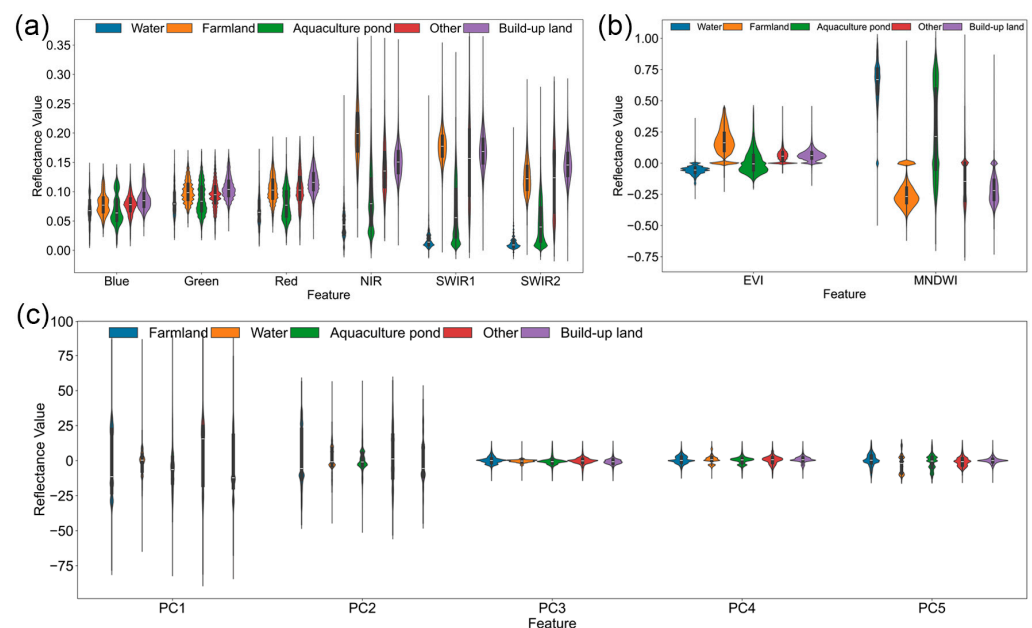 (a)
Water Farmland Aquaculture pond Other Build-up land
0.35
0.30
0.25
0.20
0.15
0.10
0.05
0.00
Reflectance Value
Blue Green Red NIR SWIR1 SWIR2
Feature
(b)
Water Farmland Aquaculture pond Other Build-up land
1.00
0.75
0.50
0.25
0.00
−0.25
−0.50
−0.75
Reflectance Value
EVI MNDWI
Feature
(c)
Farmland Water Aquaculture pond Other Build-up land
100
75
50
25
0
−25
−50
−75
Reflectance Value
PC1 PC2 PC3 PC4 PC5
Feature